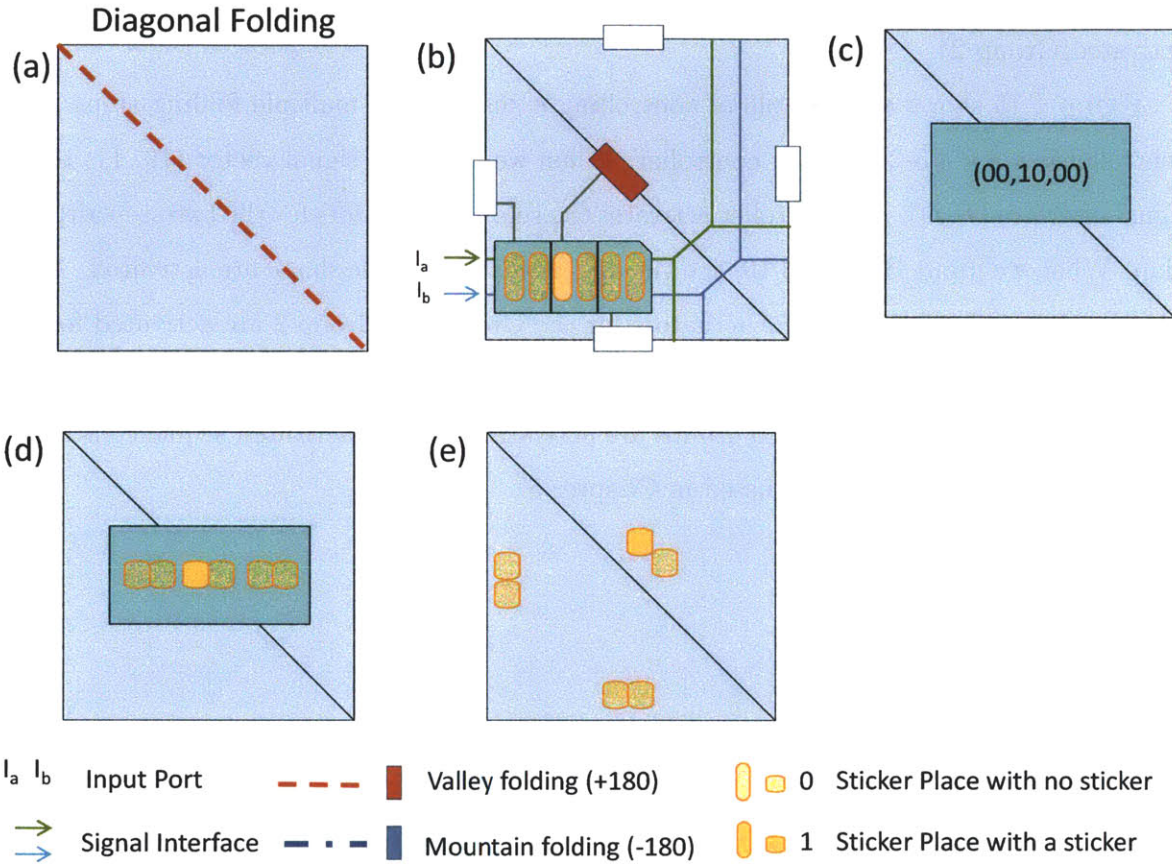 Diagonal Folding
(a)
(b)
(c)
Ia
Ib
(00,10,00)
(d)
(e)
Ia Ib Input Port
Valley folding (+180)
0 Sticker Place with no sticker
Signal Interface
Mountain folding (-180)
1 Sticker Place with a sticker